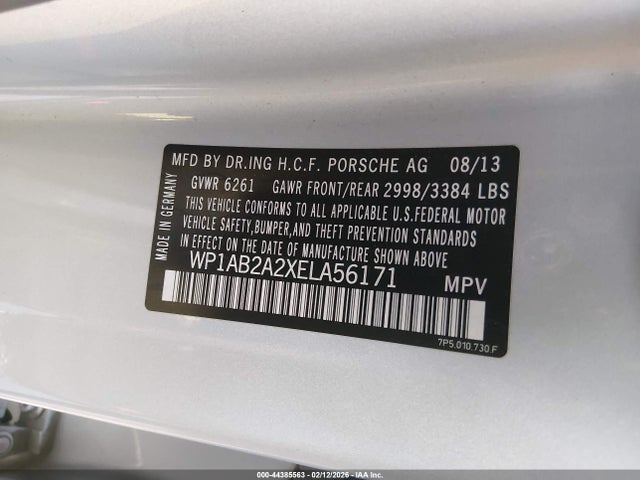 MFD BY DR.ING H.C.F. PORSCHE AG 08/13
GVWR 6261 GAWR FRONT/REAR 2998/3384 LBS
THIS VEHICLE CONFORMS TO ALL APPLICABLE U.S.FEDERAL MOTOR
VEHICLE SAFETY,BUMPER,AND THEFT PREVENTION STANDARDS
IN EFFECT ON THE DATE OF MANUFACTURE SHOWN ABOVE
WP1AB2A2XELA56171 MPV
MADE IN GERMANY
7P5.010.730.F
000-44385563 - 02/12/2026 - COPYRIGHT IAA, LLC